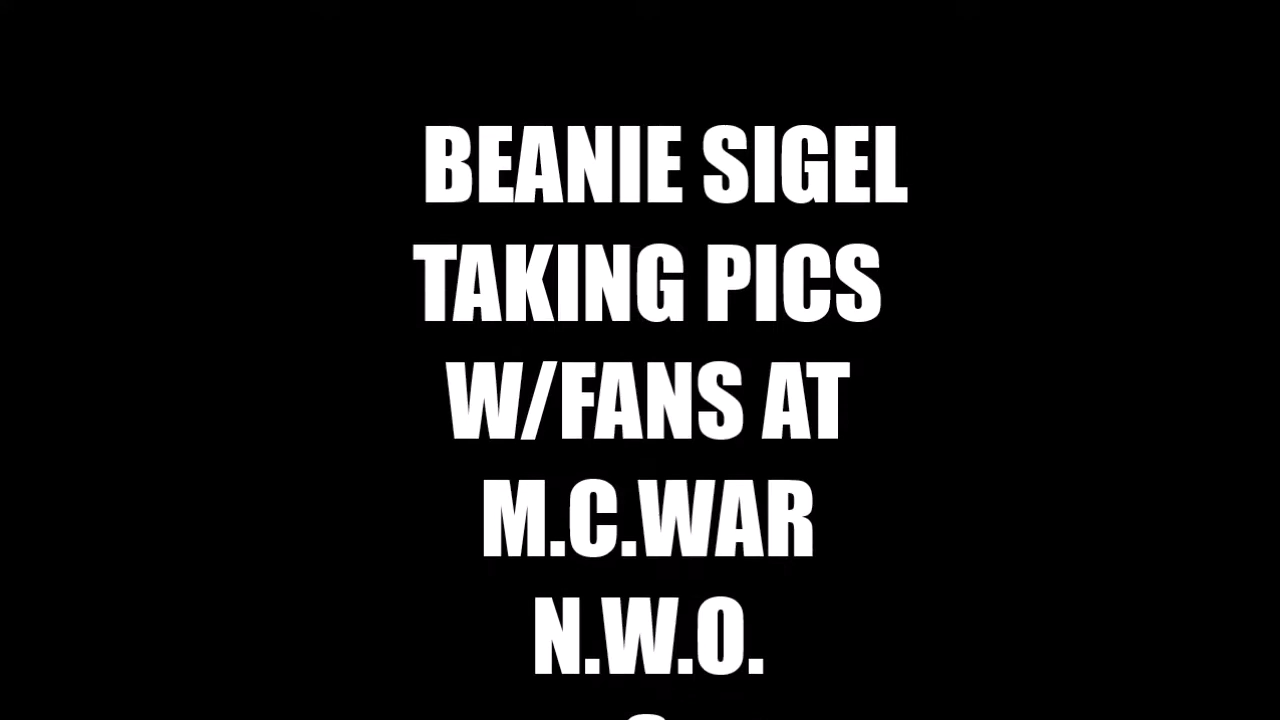 BEANIE SIGEL
TAKING PICS
W/FANS AT
M.C.WAR
N.W.O.